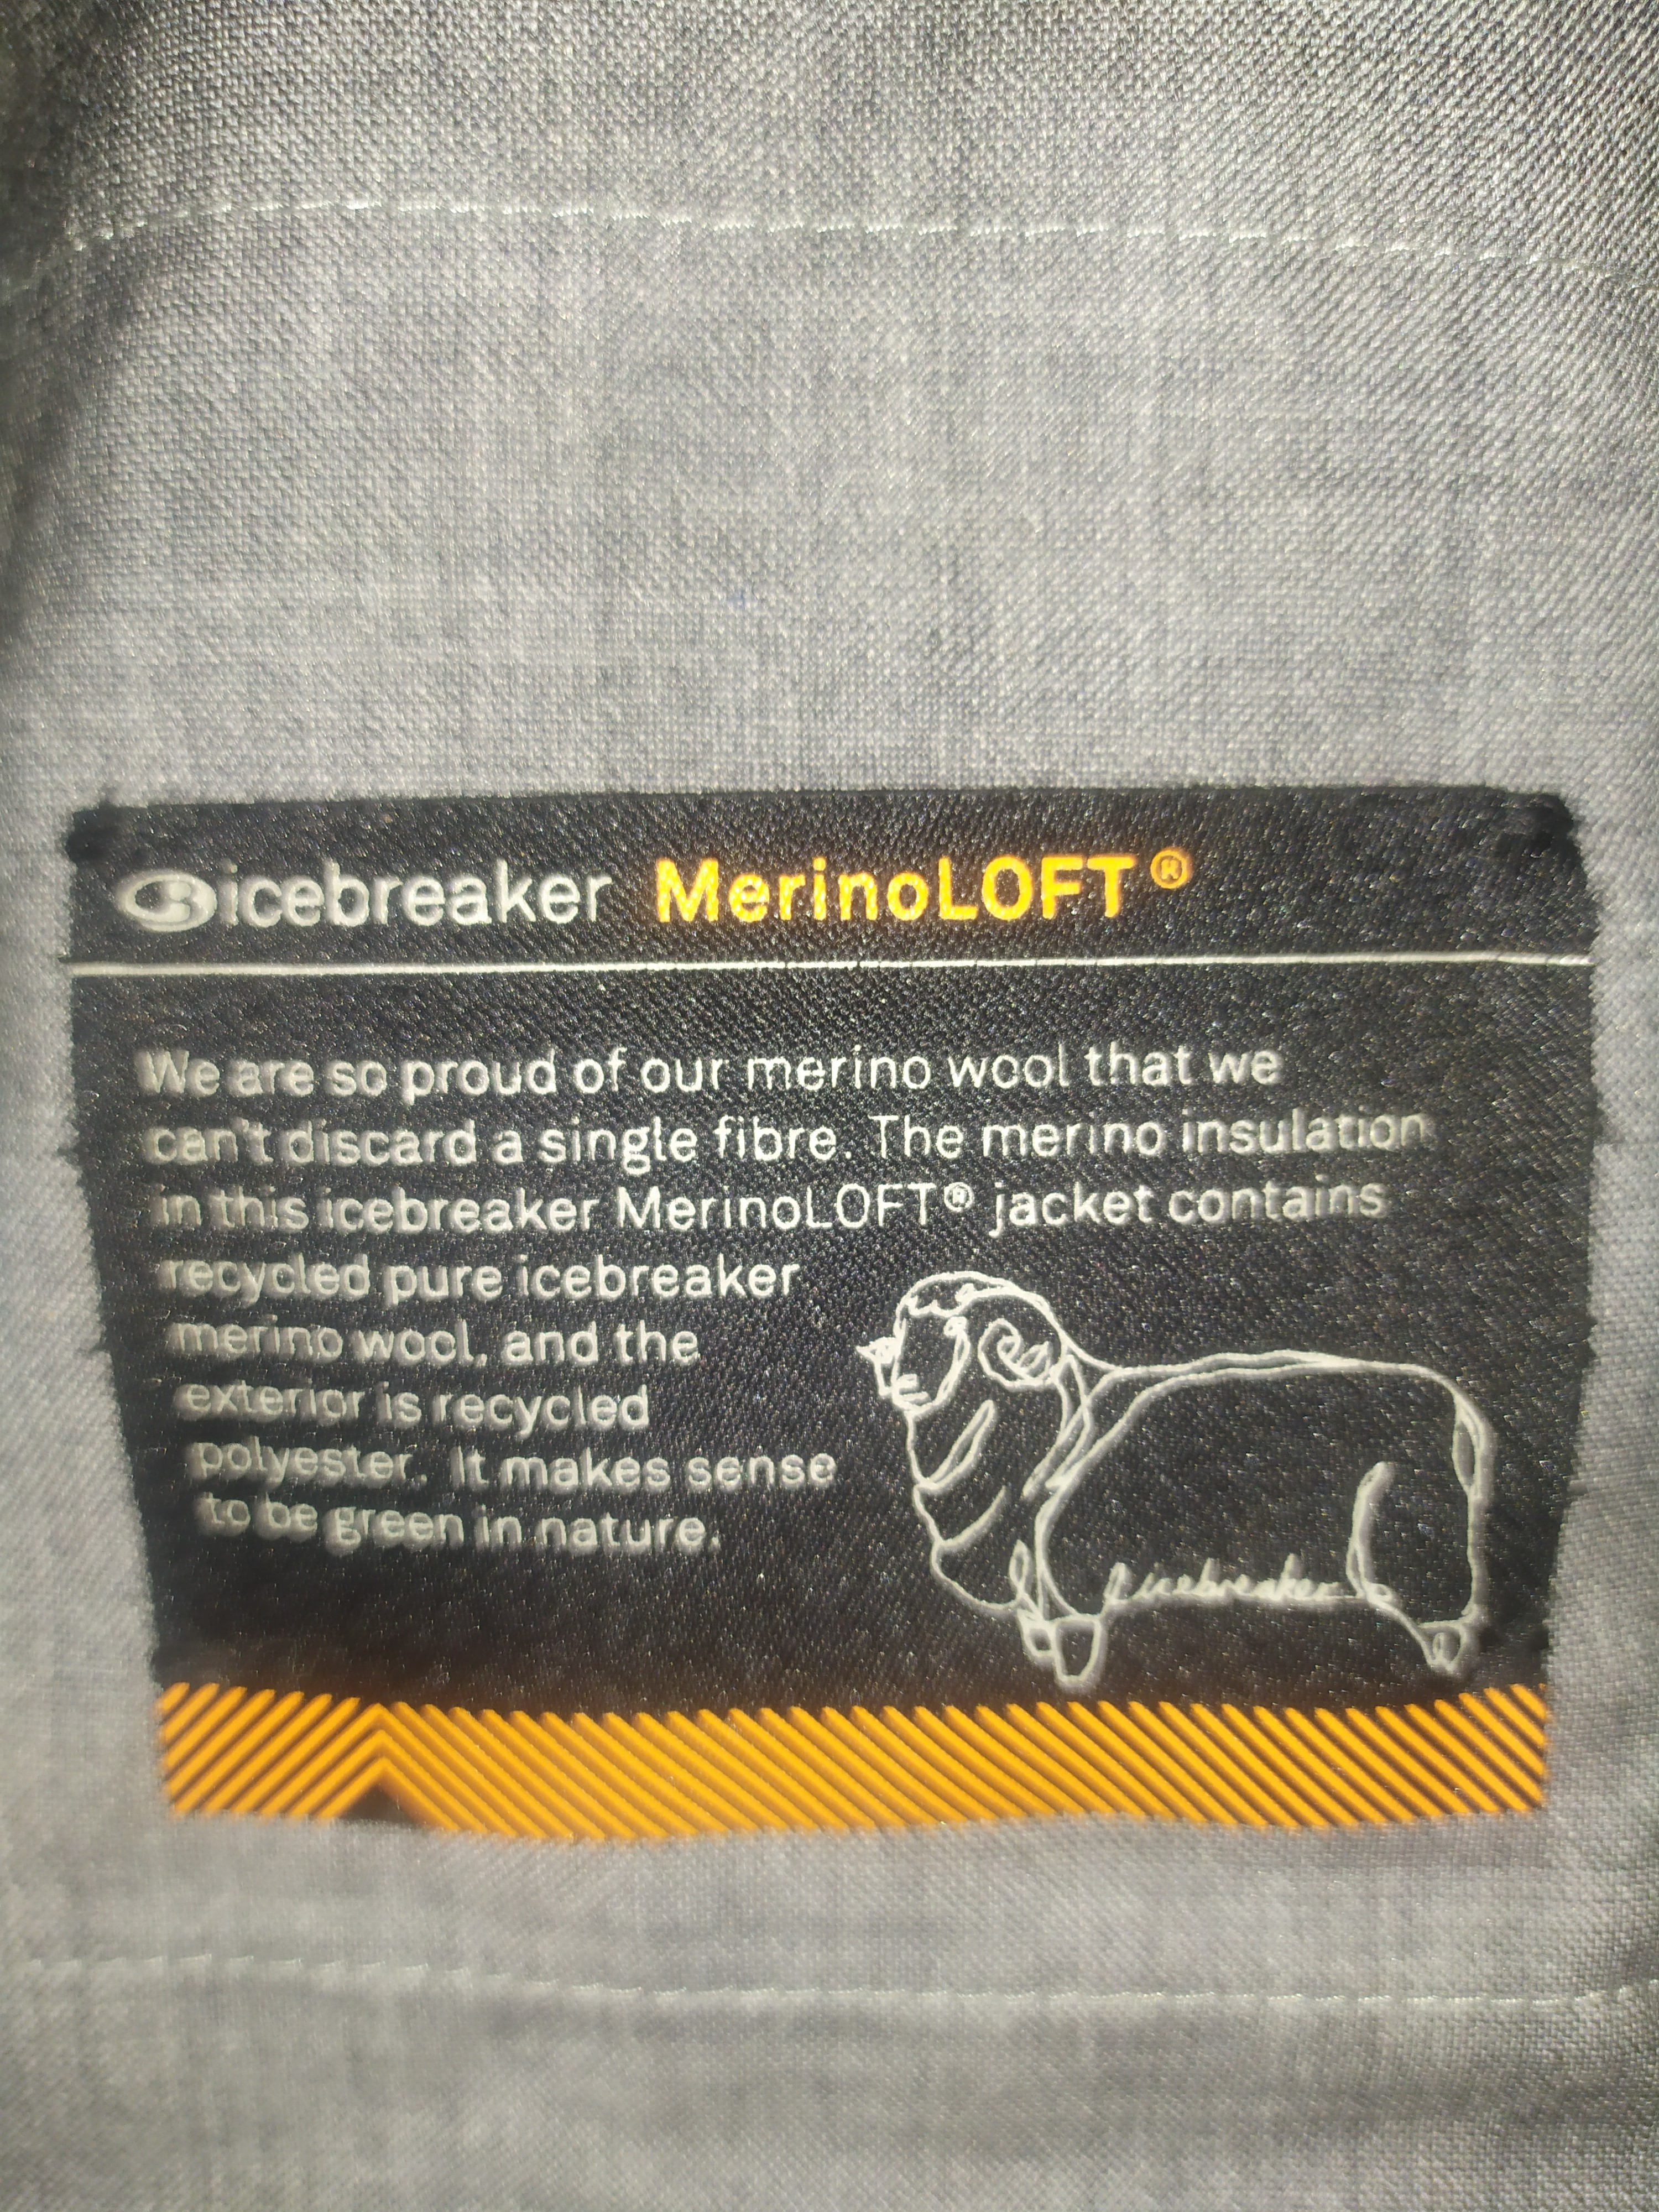 icebreaker MerinoLOFT®
We are so proud of our merino wool that we
can't discard a single fibre. The merino insulation
in this icebreaker MerinoLOFT® jacket contains
recycled pure icebreaker
merino wool, and the
exterior is recycled
polyester. It makes sense
to be green in nature.
icebreaker